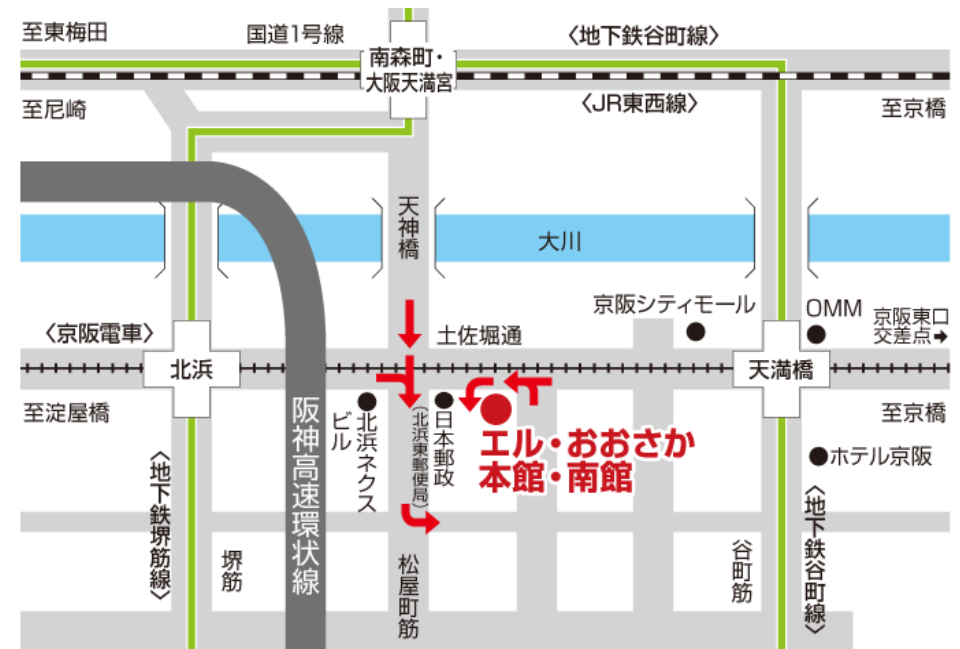 至東梅田
国道1号線
〈地下鉄谷町線〉
南森町・
大阪天満宮
至尼崎
〈JR東西線〉
至京橋
天神橋
大川
京阪シティモール
OMM
京阪東口
交差点➡
〈京阪電車〉
土佐堀通
北浜
天満橋
至淀屋橋
阪神高速環状線
北浜ネクス
ビル
日本郵政
(北浜東郵便局)
エル・おおさか
本館・南館
至京橋
ホテル京阪
〈地下鉄堺筋線〉
堺筋
松屋町筋
谷町筋
〈地下鉄谷町線〉